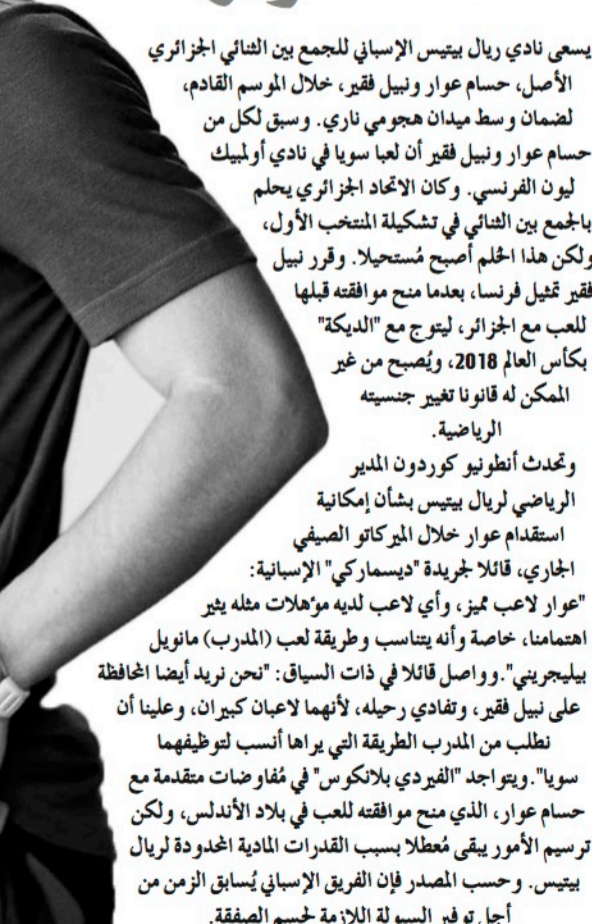 يسعى نادي ريال بيتيس الإسباني للجمع بين الثنائي الجزائري
الأصل، حسام عوار ونبيل فقير، خلال الموسم القادم،
لضمان وسط ميدان هجومي ناري. وسبق لكل من
حسام عوار ونبيل فقير أن لعبا سويا في نادي أولمبيك
ليون الفرنسي. وكان الاتحاد الجزائري يحلم
بالجمع بين الثنائي في تشكيلة المنتخب الأول،
ولكن هذا الحُلم أصبح مُستحيلا. وقرر نبيل
فقير تمثيل فرنسا، بعدما منح موافقته قبلها
للعب مع الجزائر، ليتوج مع "الديكة"
بكأس العالم 2018، ويُصبح من غير
الممكن له قانونا تغيير جنسيته
الرياضية.
وتحدث أنطونيو كوردون المدير
الرياضي لريال بيتيس بشأن إمكانية
استقدام عوار خلال الميركاتو الصيفي
الجاري، قائلا لجريدة "ديسماركي" الإسبانية:
"عوار لاعب مميز، وأي لاعب لديه مؤهلات مثله يثير
اهتمامنا، خاصة وأنه يتناسب وطريقة لعب (المدرب) مانويل
بيليجريني".وواصل قائلا في ذات السياق: "نحن نريد أيضا المحافظة
على نبيل فقير، وتفادي رحيله، لأنهما لاعبان كبيران، وعلينا أن
نطلب من المدرب الطريقة التي يراها أنسب لتوظيفهما
سويا".ويتواجد "الفيردي بلانكوس" في مُفاوضات متقدمة مع
حسام عوار، الذي منح موافقته للعب في بلاد الأندلس، ولكن
ترسيم الأمور يبقى مُعطلا بسبب القدرات المادية المحدودة لريال
بيتيس. وحسب المصدر فإن الفريق الإسباني يُسابق الزمن من
أجل توفير السيولة اللازمة لحسم الصفقة.